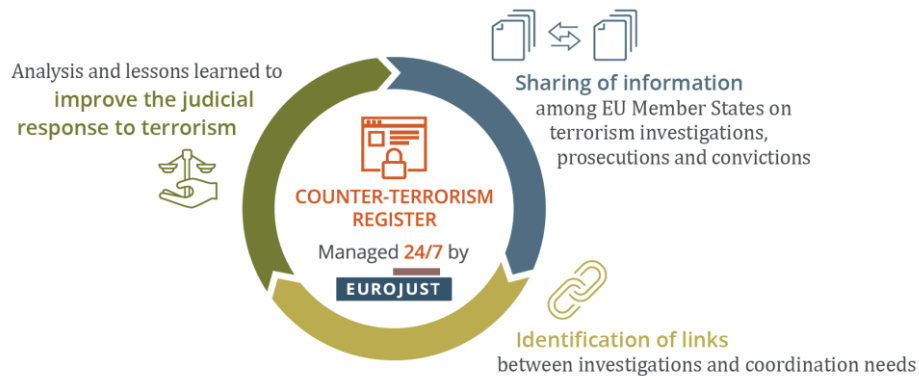 Analysis and lessons learned to
improve the judicial
response to terrorism
Sharing of information
among EU Member States on
terrorism investigations,
prosecutions and convictions
COUNTER-TERRORISM
REGISTER
Managed 24/7 by
EUROJUST
Identification of links
between investigations and coordination needs